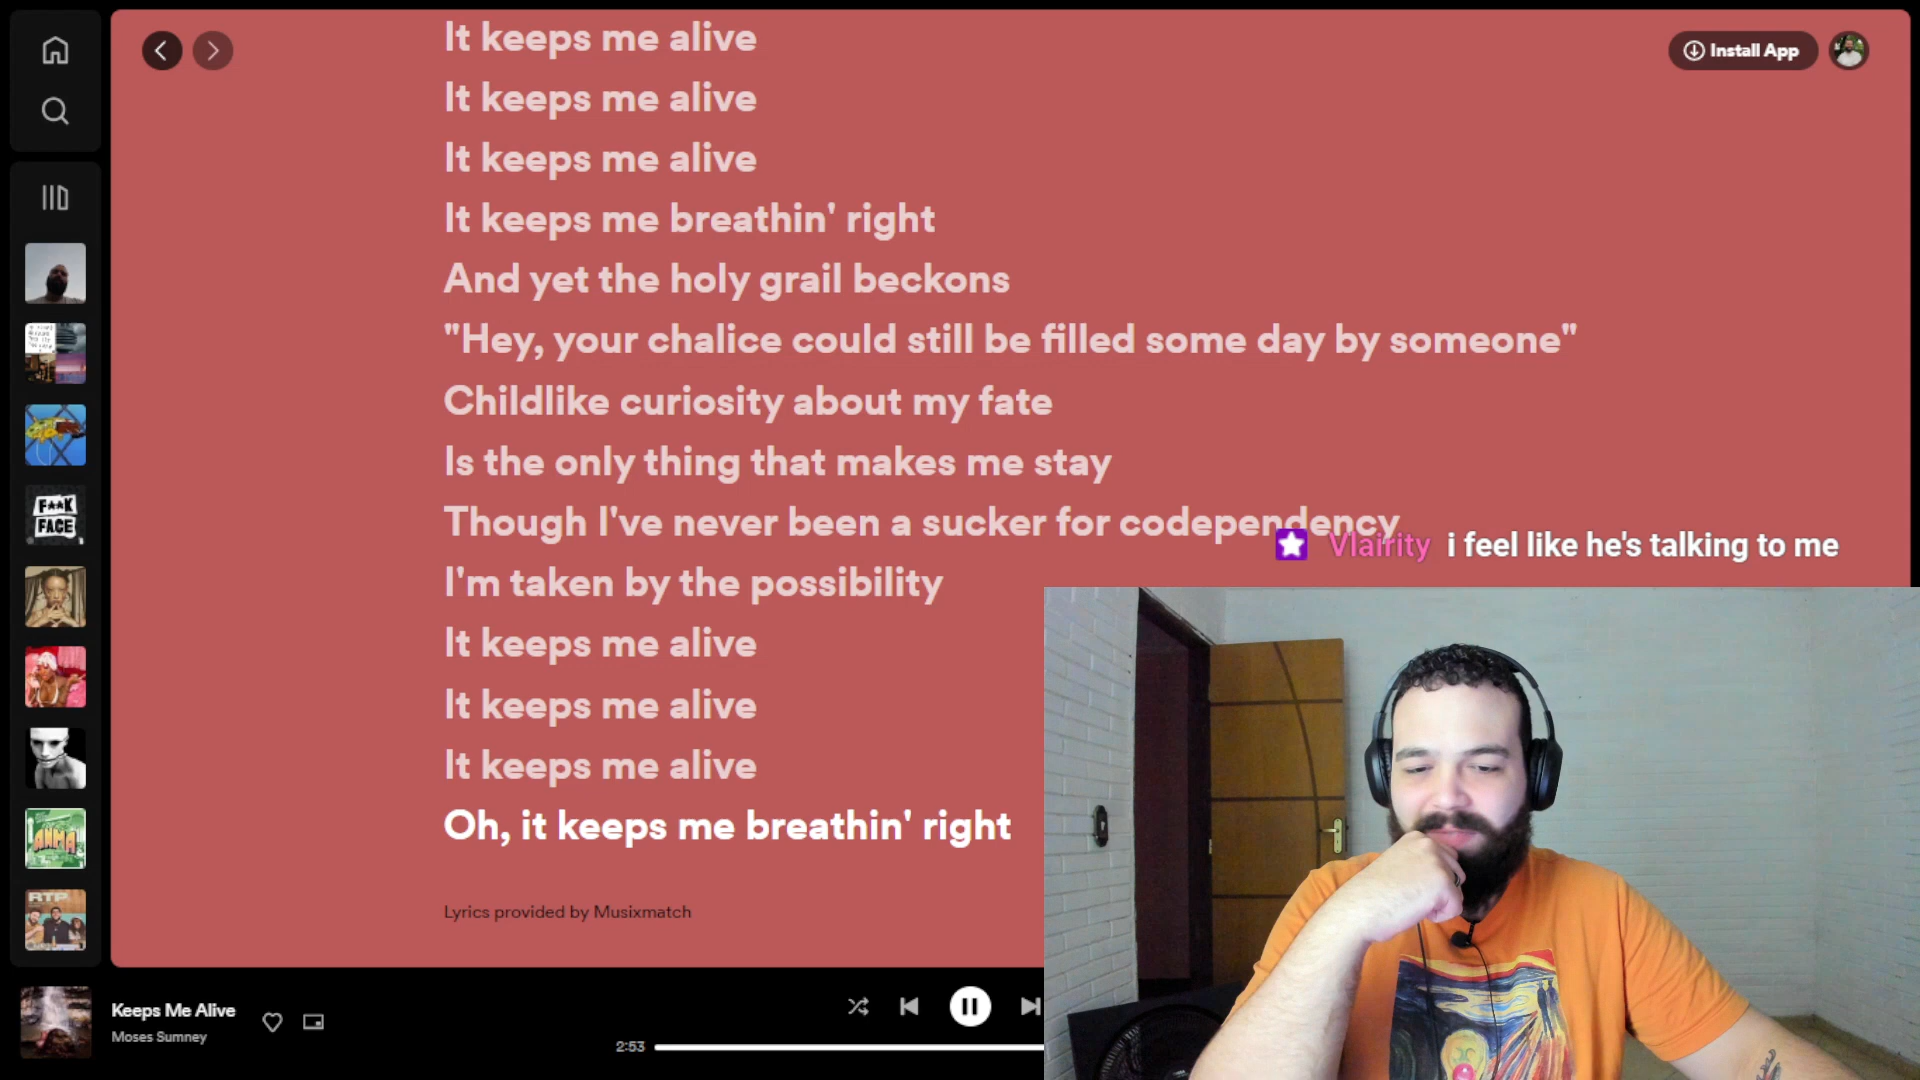 It keeps me alive
Install App
It keeps me alive
It keeps me alive
It keeps me breathin' right
And yet the holy grail beckons
"Hey, your chalice could still be filled some day by someone"
Childlike curiosity about my fate
Is the only thing that makes me stay
Though I've never been a sucker for codependency
Vlairity i feel like he's talking to me
I'm taken by the possibility
It keeps me alive
It keeps me alive
It keeps me alive
Oh, it keeps me breathin' right
Lyrics provided by Musixmatch
F**K
FACE
ANMA
RTP
Keeps Me Alive
Moses Sumney
2:53